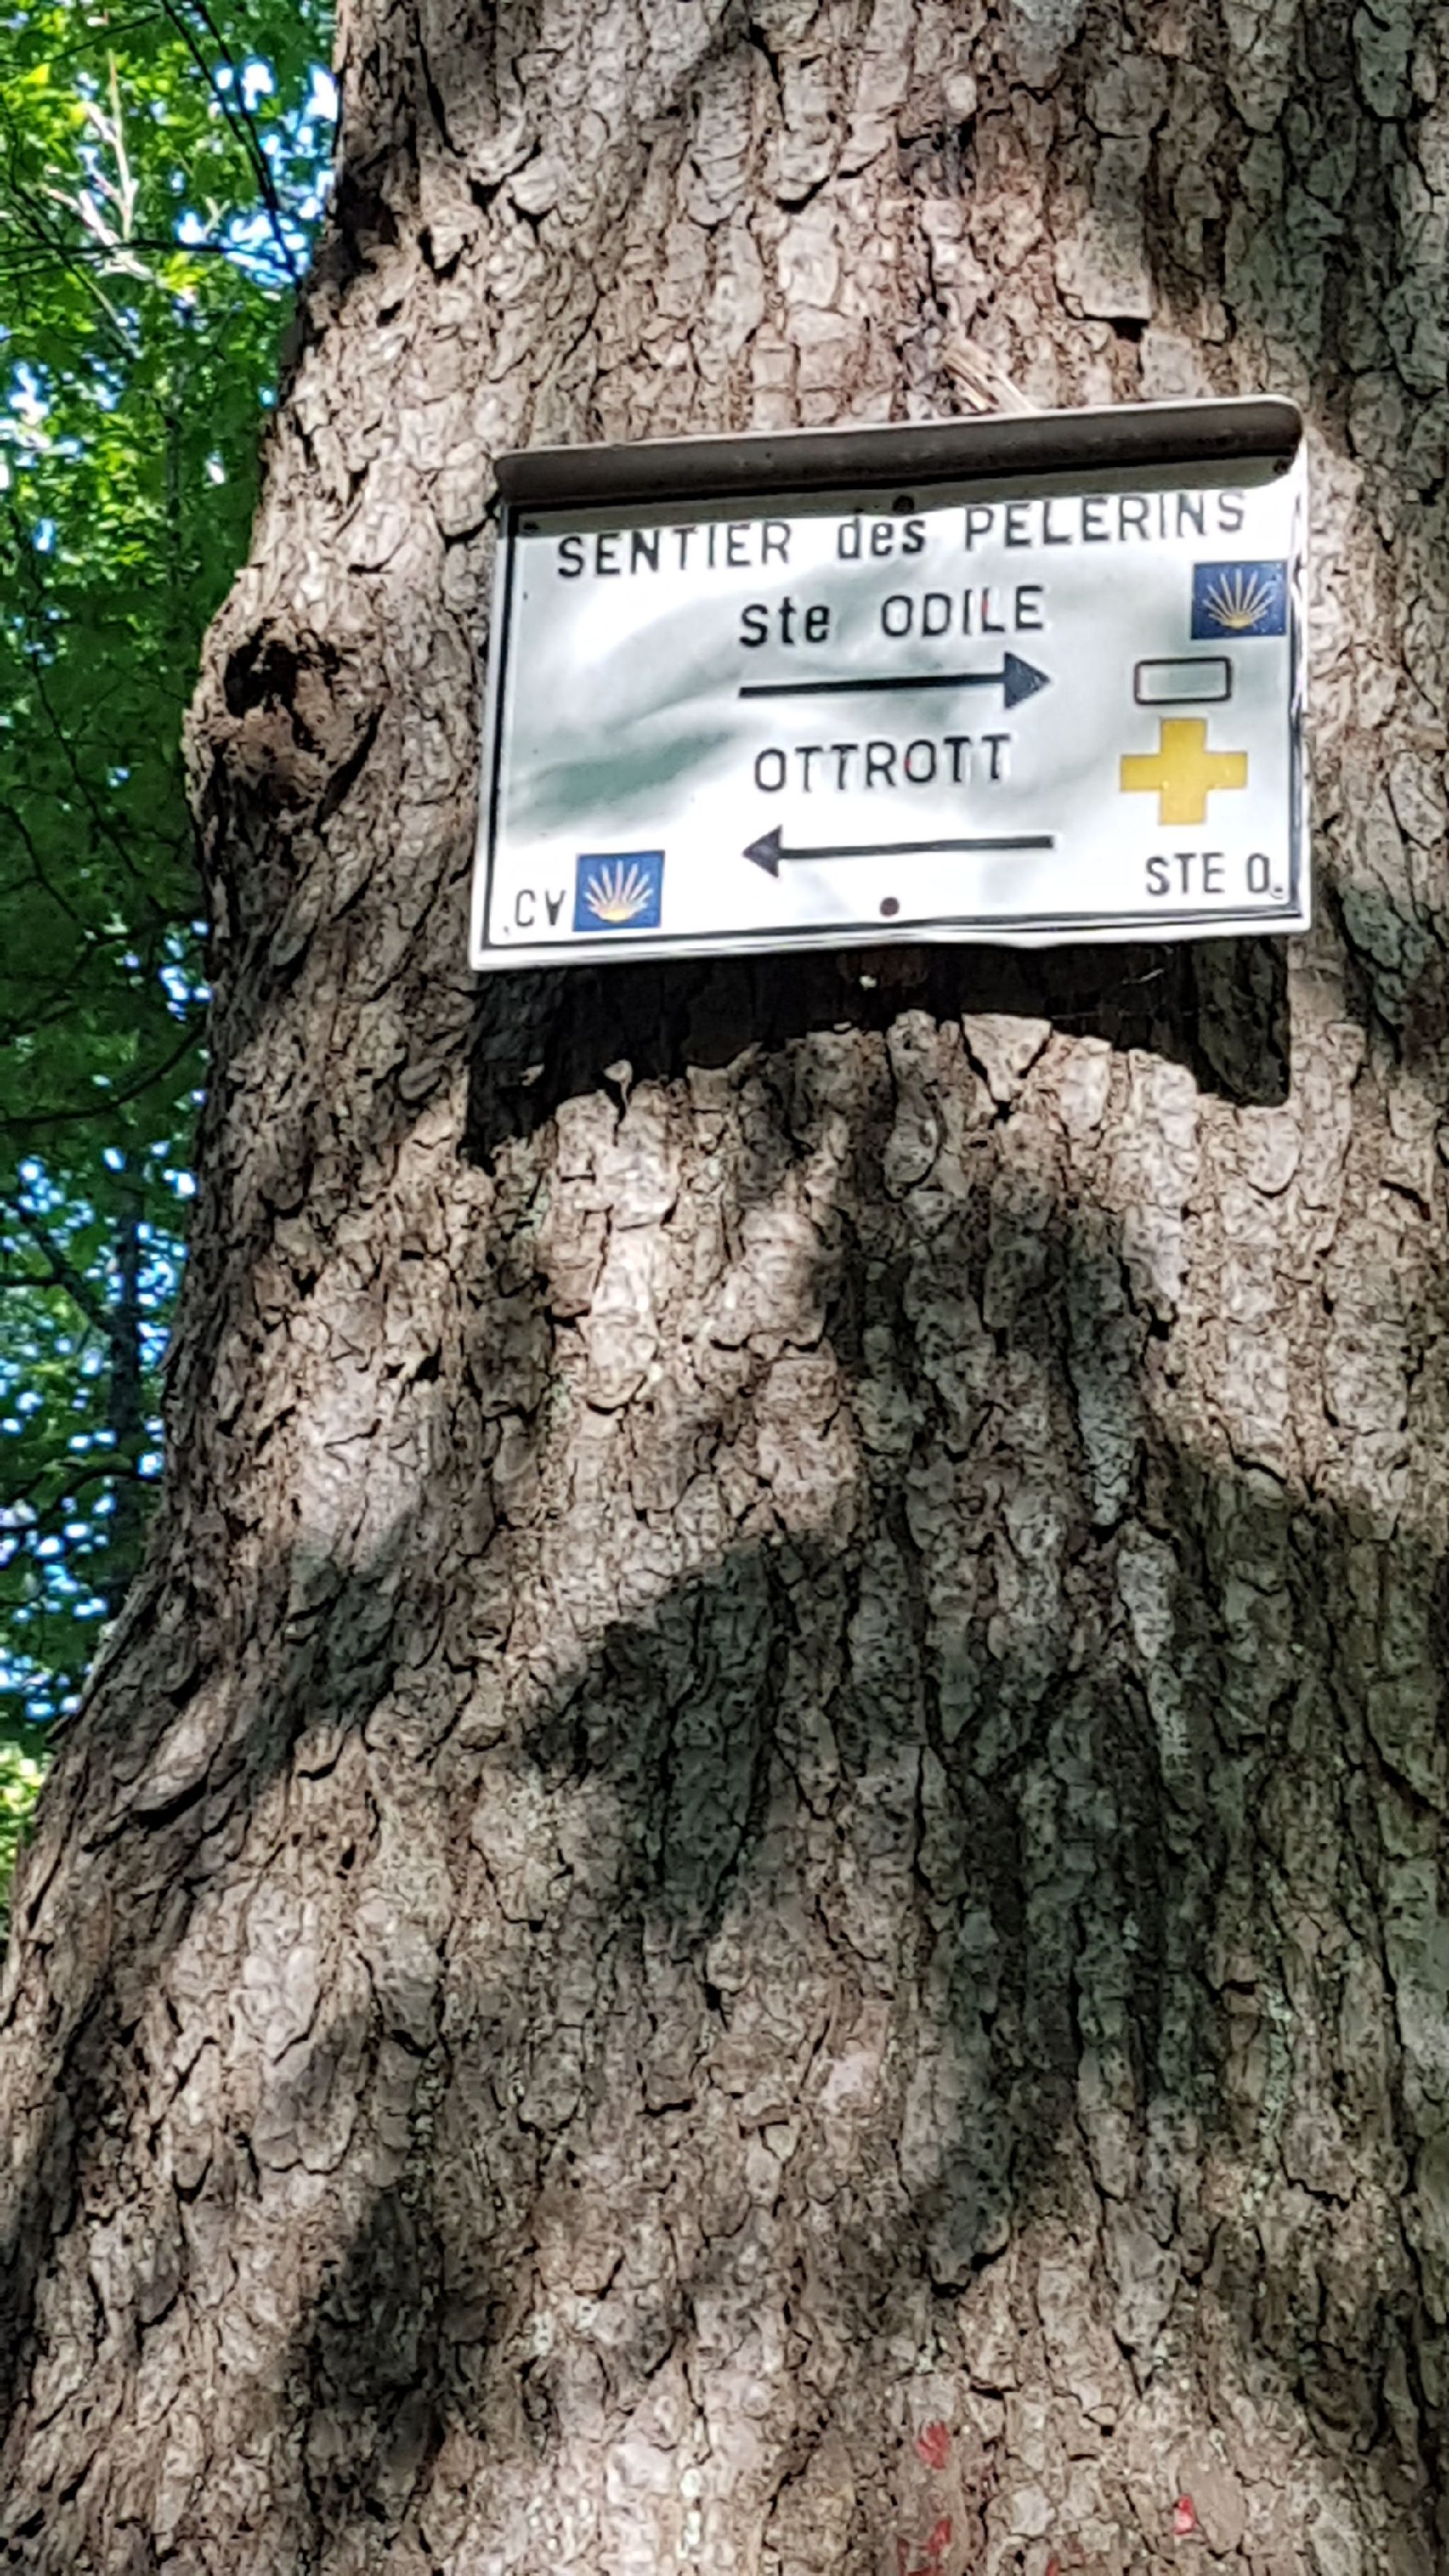 SENTIER des PELERINS
ste ODILE
OTTROTT
CV
STE O.